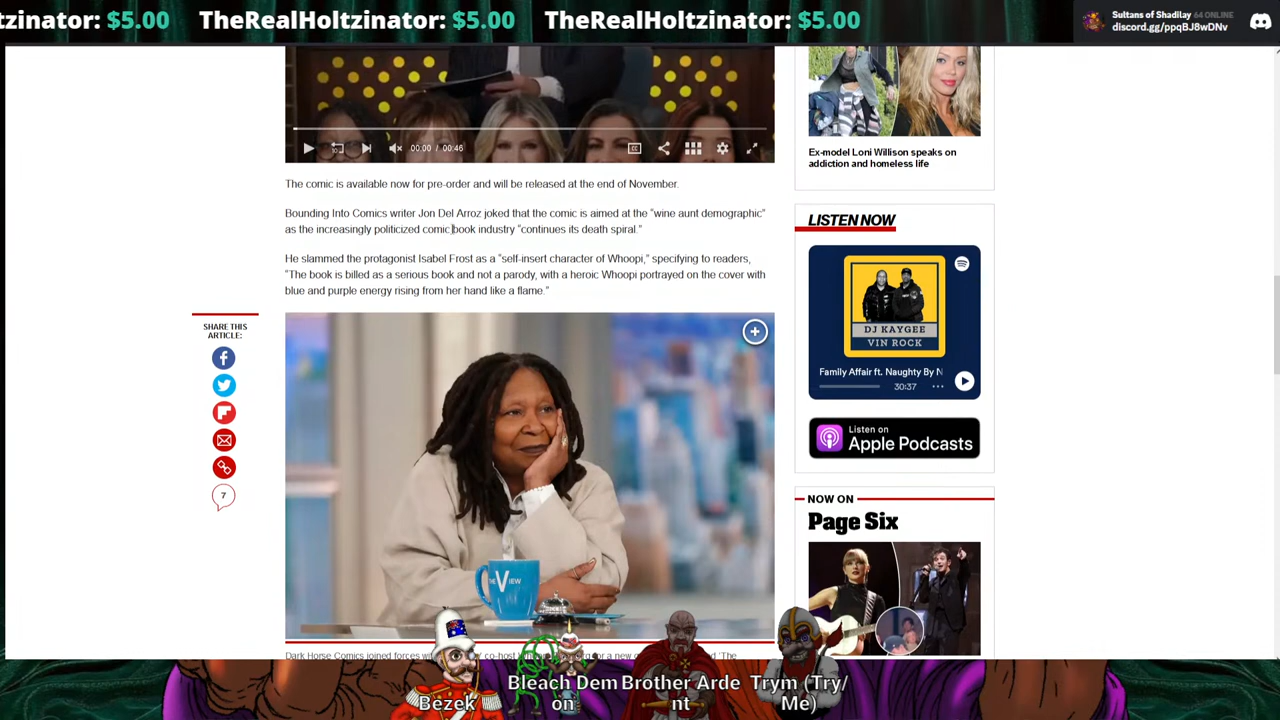 tzinator: $5.00 TheRealHoltzinator: $5.00 TheRealHoltzinator: $5.00
Sultans of Shadilay 64 ONLINE
discord.gg/ppqBJ8wDNv
00:00 / 00:46
The comic is available now for pre-order and will be released at the end of November.
Bounding Into Comics writer Jon Del Arroz joked that the comic is aimed at the “wine aunt demographic”
as the increasingly politicized comic book industry “continues its death spiral.”
He slammed the protagonist Isabel Frost as a “self-insert character of Whoopi,” specifying to readers,
“The book is billed as a serious book and not a parody, with a heroic Whoopi portrayed on the cover with
blue and purple energy rising from her hand like a flame.”
SHARE THIS
ARTICLE:
7
THE VIEW
Ex-model Loni Willison speaks on
addiction and homeless life
LISTEN NOW
DJ KAYGEE
VIN ROCK
Family Affair ft. Naughty By N
30:37
Listen on
Apple Podcasts
NOW ON
Page Six
Dark Horse Comics joined forces co-host for a new 'The
Bezek
Bleach Dem
on
Brother Arde
nt
Trym (Try/
Me)